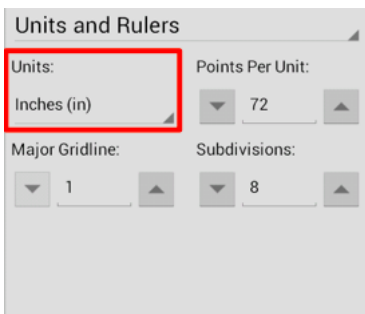 Units and Rulers
Units: Points Per Unit:
Inches (in) 72
Major Gridline: Subdivisions:
1 8